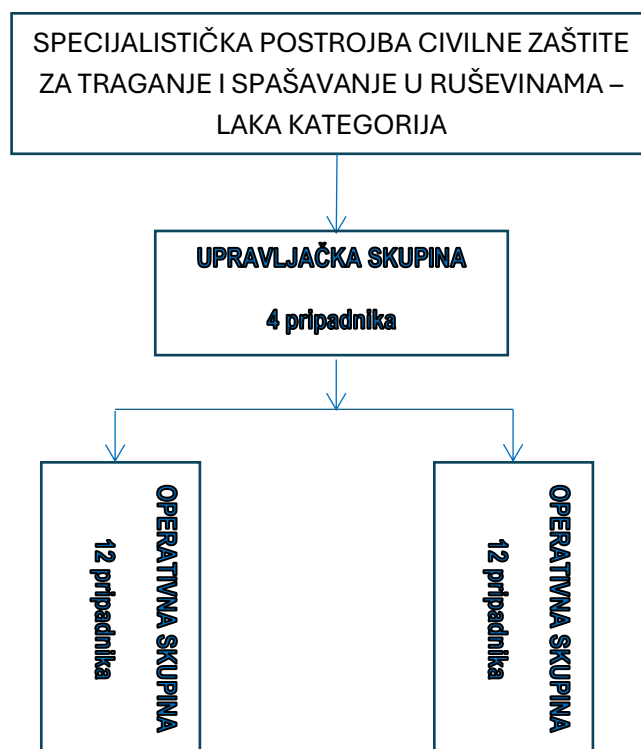 SPECIJALISTIČKA POSTROJBA CIVILNE ZAŠTITE
ZA TRAGANJE I SPAŠAVANJE U RUŠEVINAMA –
LAKA KATEGORIJA
UPRAVLJAČKA SKUPINA
4 pripadnika
OPERATIVNA SKUPINA
12 pripadnika
OPERATIVNA SKUPINA
12 pripadnika